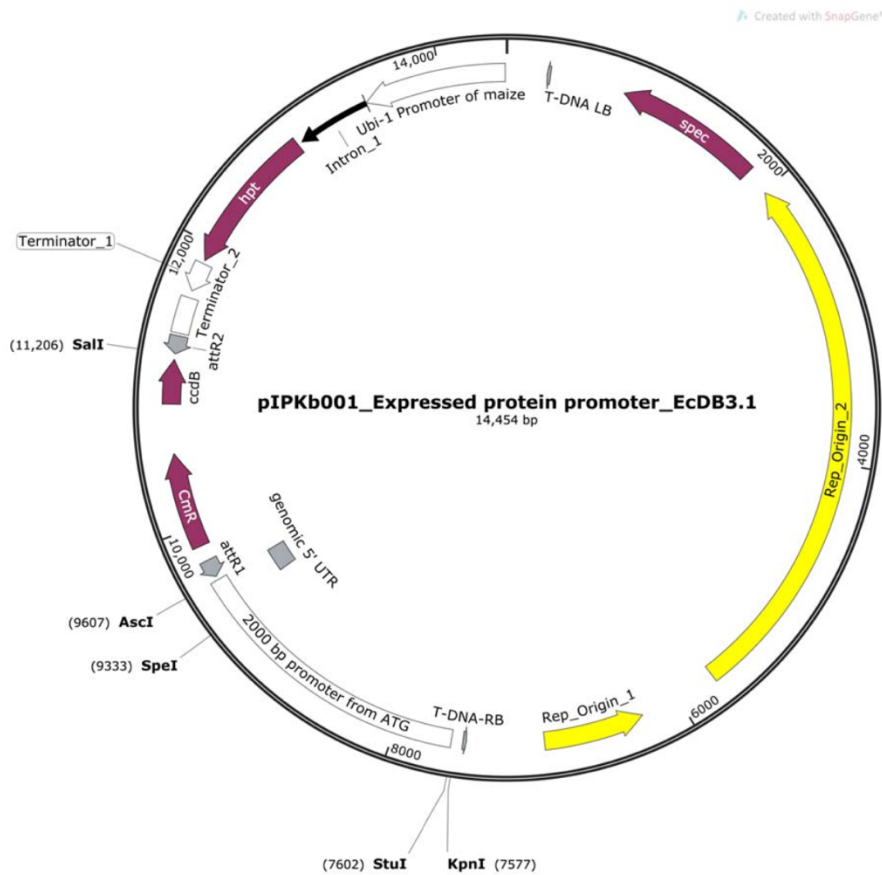 Created with SnapGene®
14,000
T-DNA LB
spec
2000
Ubi-1 Promoter of maize
Intron_1
hpt
Terminator_1
12,000
Terminator_2
(11,206) SalI
attR2
ccdB
pIPKb001_Expressed protein promoter_EcDB3.1
14,454 bp
Rep_Origin_2
4000
CmR
genomic 5' UTR
10,000
attR1
(9607) AscI
2000 bp promoter from ATG
(9333) SpeI
T-DNA-RB
Rep_Origin_1
6000
8000
(7602) StuI
KpnI (7577)